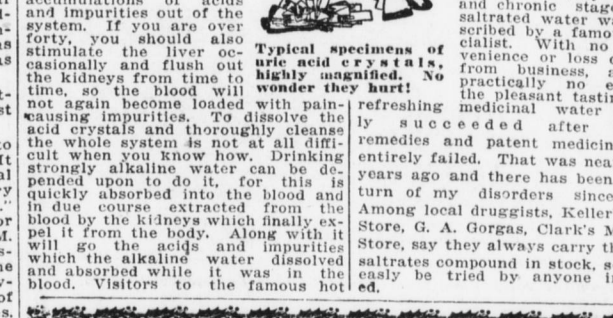 accumulations of acids
and impurities out of the
system. If you are over
forty, you should also
stimulate the liver oc-
casionally and flush out
the kidneys from time to
time, so the blood will
not again become loaded with pain-
causing impurities. To dissolve the
acid crystals and thoroughly cleanse
the whole system is not at all diffi-
cult when you know how. Drinking
strongly alkaline water can be de-
pended upon to do it, for this is
quickly absorbed into the blood and
in due course extracted from the
blood by the kidneys which finally ex-
pel it from the body. Along with it
will go the acids and impurities
which the alkaline water dissolved
and absorbed while it was in the
blood. Visitors to the famous hot
Typical specimens of
uric acid crystals,
highly magnified. No
wonder they hurt!
and chronic stag
saltrated water w
scribed by a famo
cialist. With no
venience or loss
from business,
practically no e
the pleasant tastin
refreshing medicinal water
ly succeeded after
remedies and patent medicin
entirely failed. That was nea
years ago and there has been
turn of my disorders since
Among local druggists, Keller
Store, G. A. Gorgas, Clark's M
Store, say they always carry th
saltrates compound in stock, s
easly be tried by anyone i
ed.